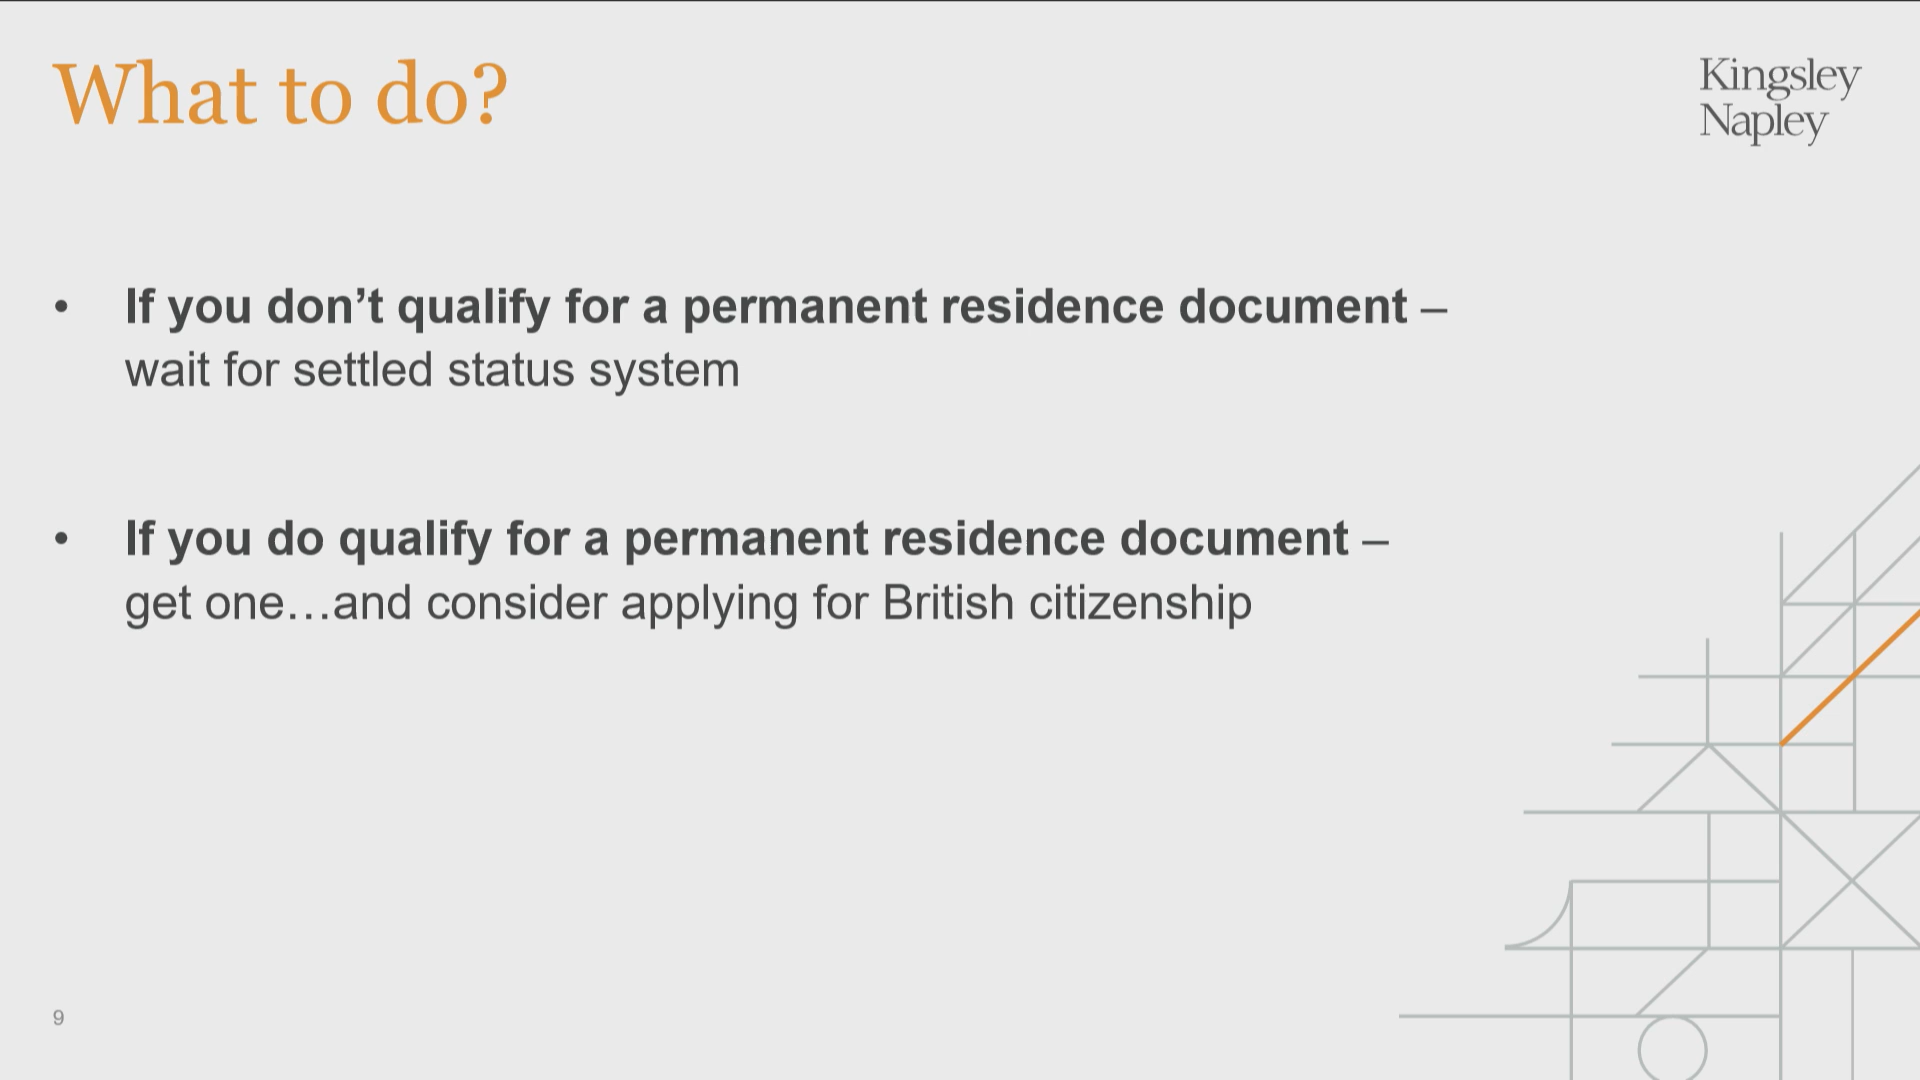 What to do?
Kingsley
Napley
• If you don’t qualify for a permanent residence document –
wait for settled status system
• If you do qualify for a permanent residence document –
get one…and consider applying for British citizenship
9